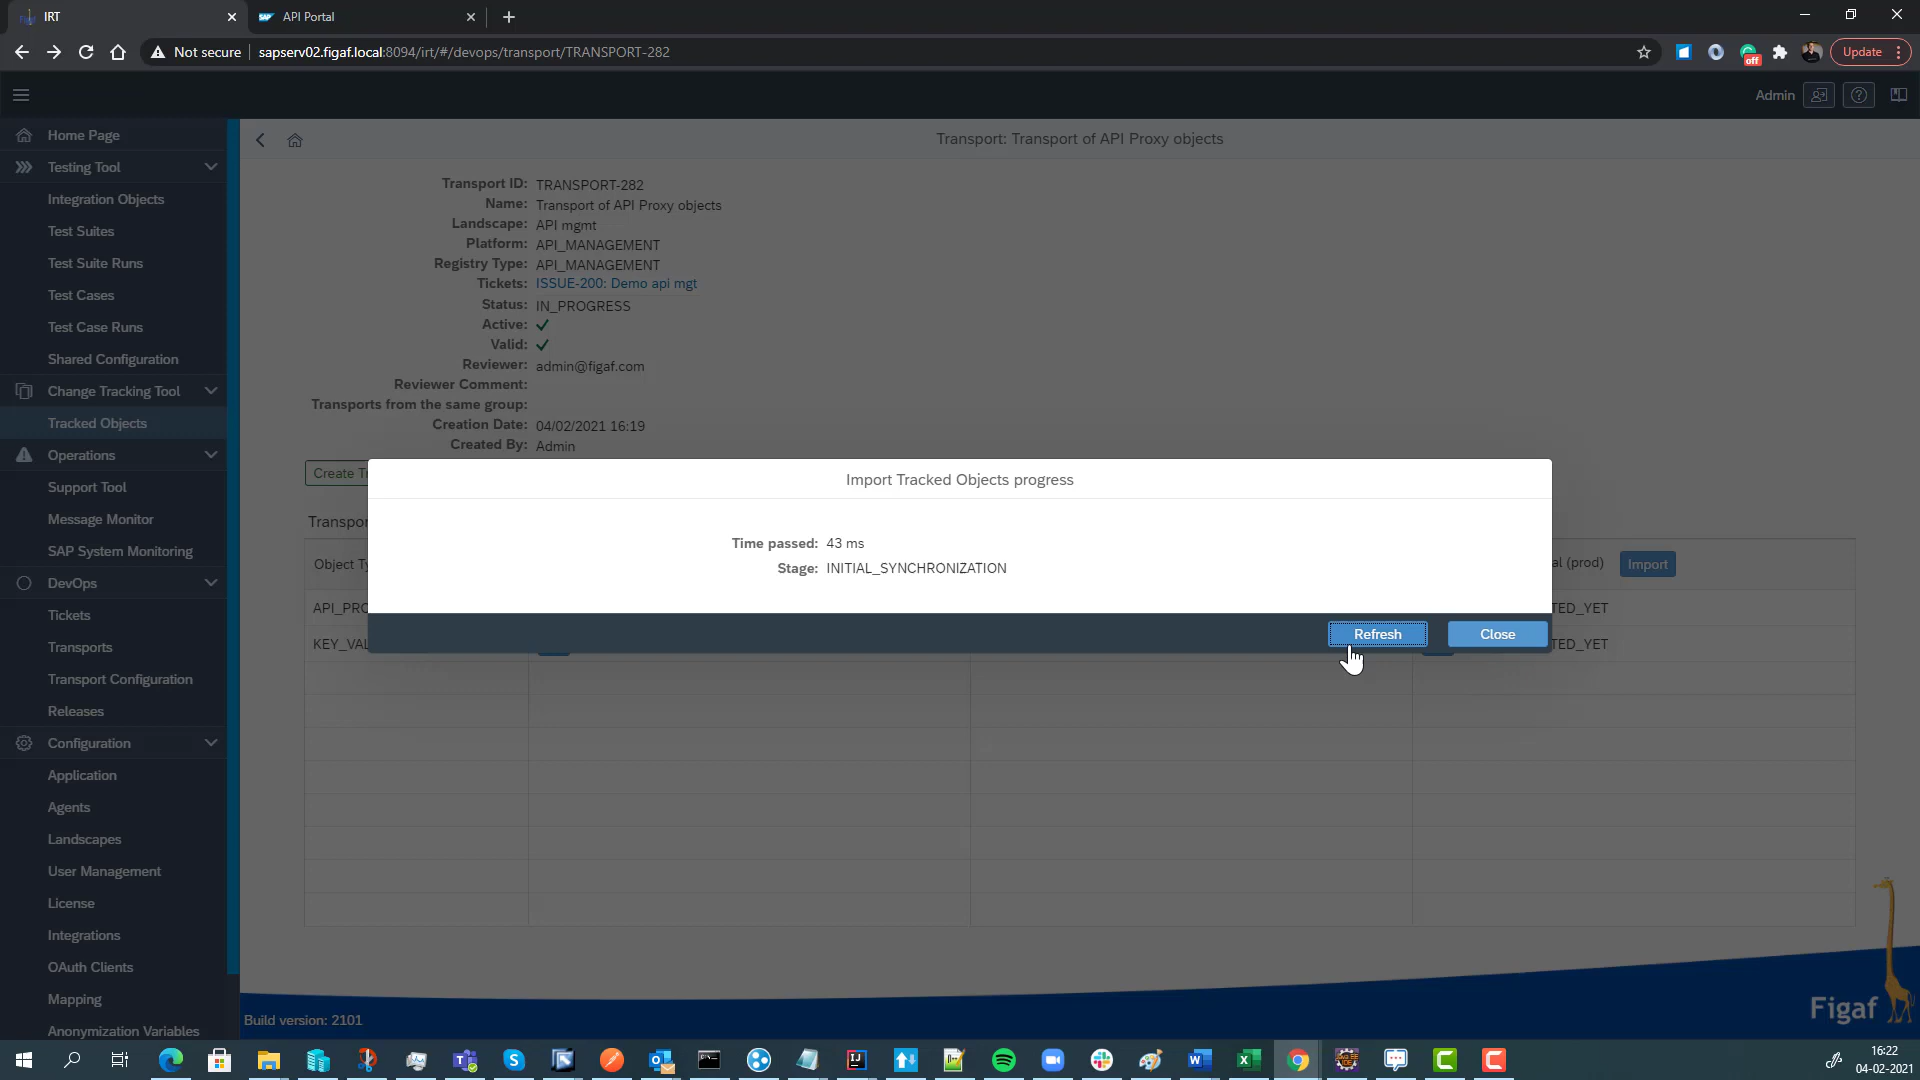 IRT
API Portal
Not secure
sapserv02.figaf.local:8094/irt/#/devops/transport/TRANSPORT-282
off
Update
Admin
Home Page
Testing Tool
Integration Objects
Test Suites
Test Suite Runs
Test Cases
Test Case Runs
Shared Configuration
Change Tracking Tool
Tracked Objects
Operations
Support Tool
Message Monitor
SAP System Monitoring
DevOps
Tickets
Transports
Transport Configuration
Releases
Configuration
Application
Agents
Landscapes
User Management
License
Integrations
OAuth Clients
Mapping
Anonymization Variables
Transport: Transport of API Proxy objects
Transport ID: TRANSPORT-282
Name: Transport of API Proxy objects
Landscape: API mgmt
Platform: API_MANAGEMENT
Registry Type: API_MANAGEMENT
Tickets: ISSUE-200: Demo api mgt
Status: IN_PROGRESS
Active:
Valid:
Reviewer: admin@figaf.com
Reviewer Comment:
Transports from the same group:
Creation Date: 04/02/2021 16:19
Created By: Admin
Create T
Import Tracked Objects progress
Transpor
Time passed: 43 ms
Stage: INITIAL_SYNCHRONIZATION
Object Ty
al (prod) Import
API_PRO
TED_YET
Refresh
Close
KEY_VAL
TED_YET
Figaf
Build version: 2101
16:22
04-02-2021